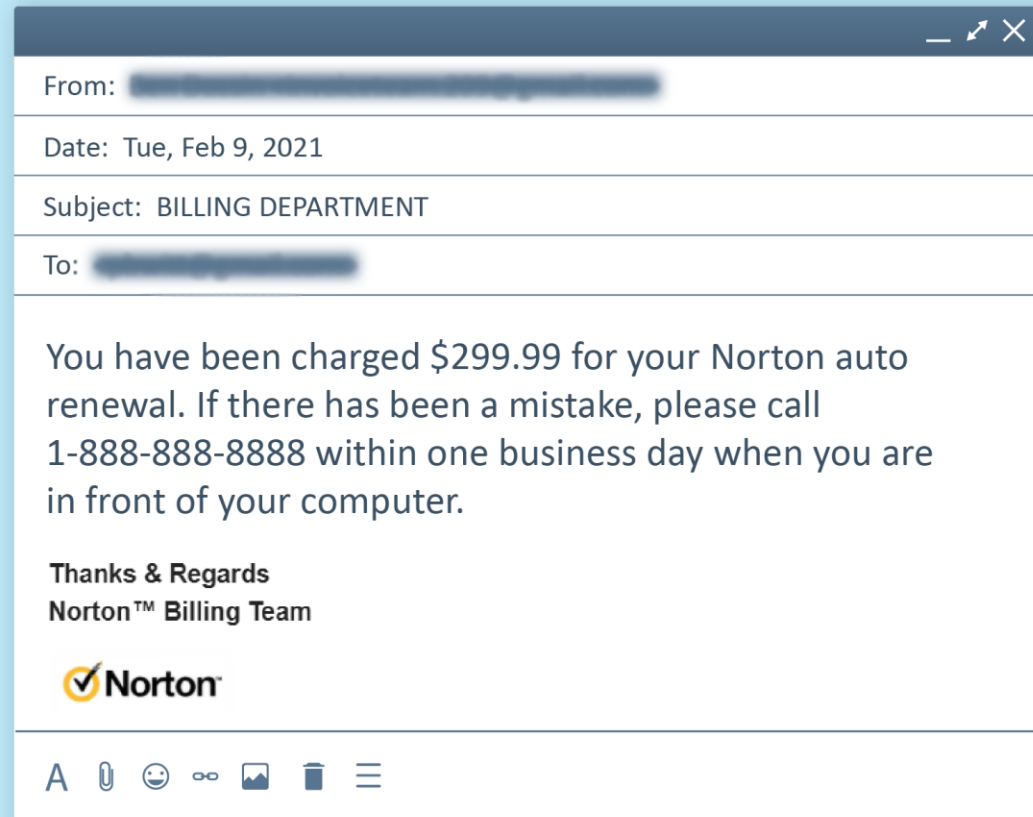 From:
Date: Tue, Feb 9, 2021
Subject: BILLING DEPARTMENT
To:
You have been charged $299.99 for your Norton auto
renewal. If there has been a mistake, please call
1-888-888-8888 within one business day when you are
in front of your computer.
Thanks & Regards
Norton™ Billing Team
Norton
A